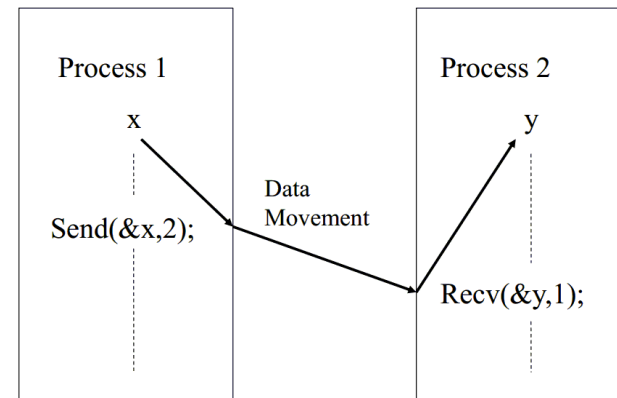 Process 1
x
Send(&x,2);
Data
Movement
Process 2
y
Recv(&y,1);